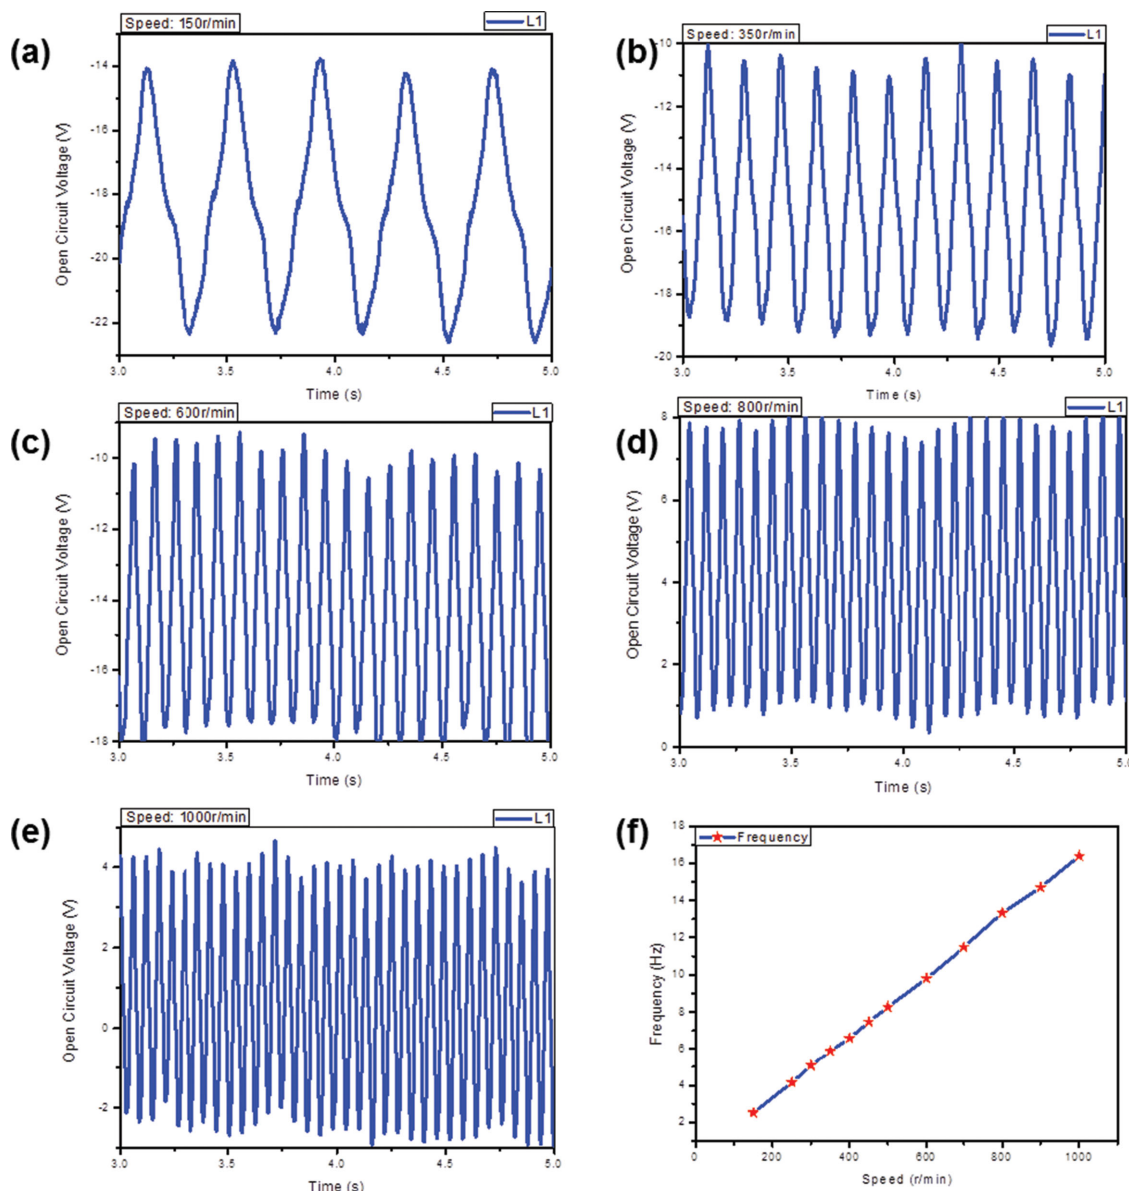 (a)
Speed: 150r/min
L1
Open Circuit Voltage (V)
-14
-16
-18
-20
-22
3.0 3.5 4.0 4.5 5.0
Time (s)
(b)
Speed: 350r/min
L1
Open Circuit Voltage (V)
-10
-12
-14
-16
-18
-20
3.0 3.5 4.0 4.5 5.0
Time (s)
(c)
Speed: 600r/min
L1
Open Circuit Voltage (V)
-10
-12
-14
-16
-18
3.0 3.5 4.0 4.5 5.0
Time (s)
(d)
Speed: 800r/min
L1
Open Circuit Voltage (V)
8
6
4
2
0
3.0 3.5 4.0 4.5 5.0
Time (s)
(e)
Speed: 1000r/min
L1
Open Circuit Voltage (V)
4
2
0
-2
3.0 3.5 4.0 4.5 5.0
Time (s)
(f)
Frequency
Frequency (Hz)
18
16
14
12
10
8
6
4
2
0 200 400 600 800 1000
Speed (r/min)